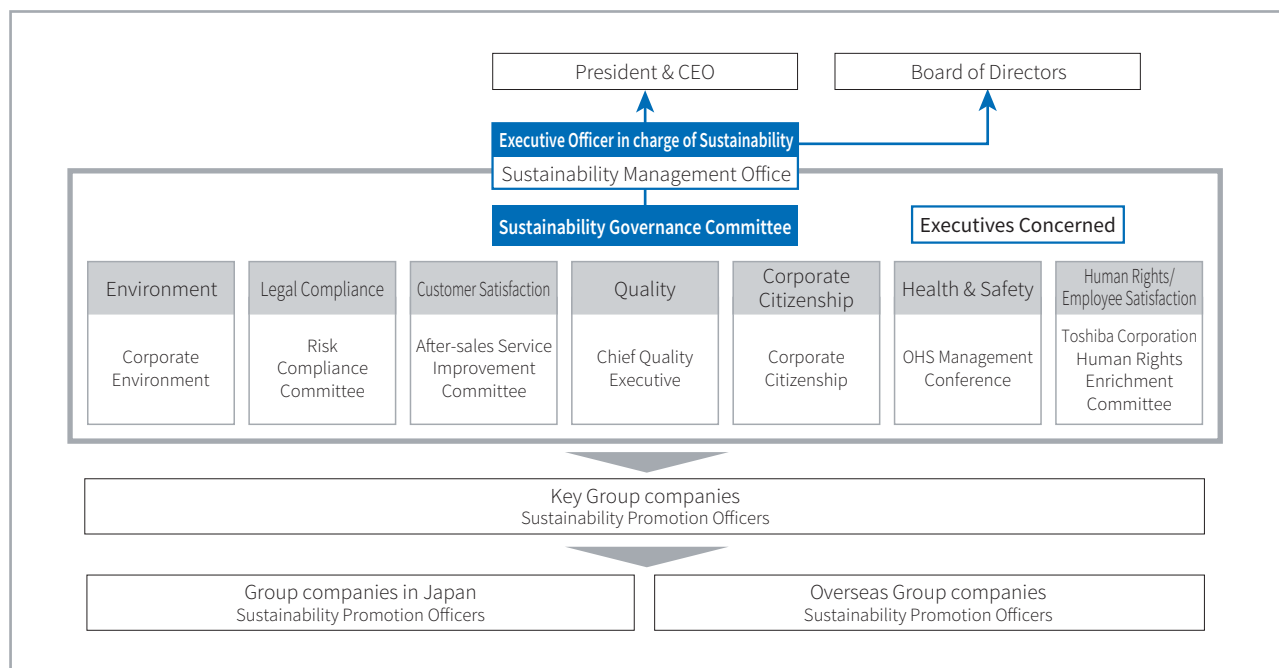 President & CEO
Board of Directors
Executive Officer in charge of Sustainability
Sustainability Management Office
Sustainability Governance Committee
Executives Concerned
Environment
Corporate
Environment
Legal Compliance
Risk
Compliance
Committee
Customer Satisfaction
After-sales Service
Improvement
Committee
Quality
Chief Quality
Executive
Corporate
Citizenship
Corporate
Citizenship
Health & Safety
OHS Management
Conference
Human Rights/
Employee Satisfaction
Toshiba Corporation
Human Rights
Enrichment
Committee
Key Group companies
Sustainability Promotion Officers
Group companies in Japan
Sustainability Promotion Officers
Overseas Group companies
Sustainability Promotion Officers